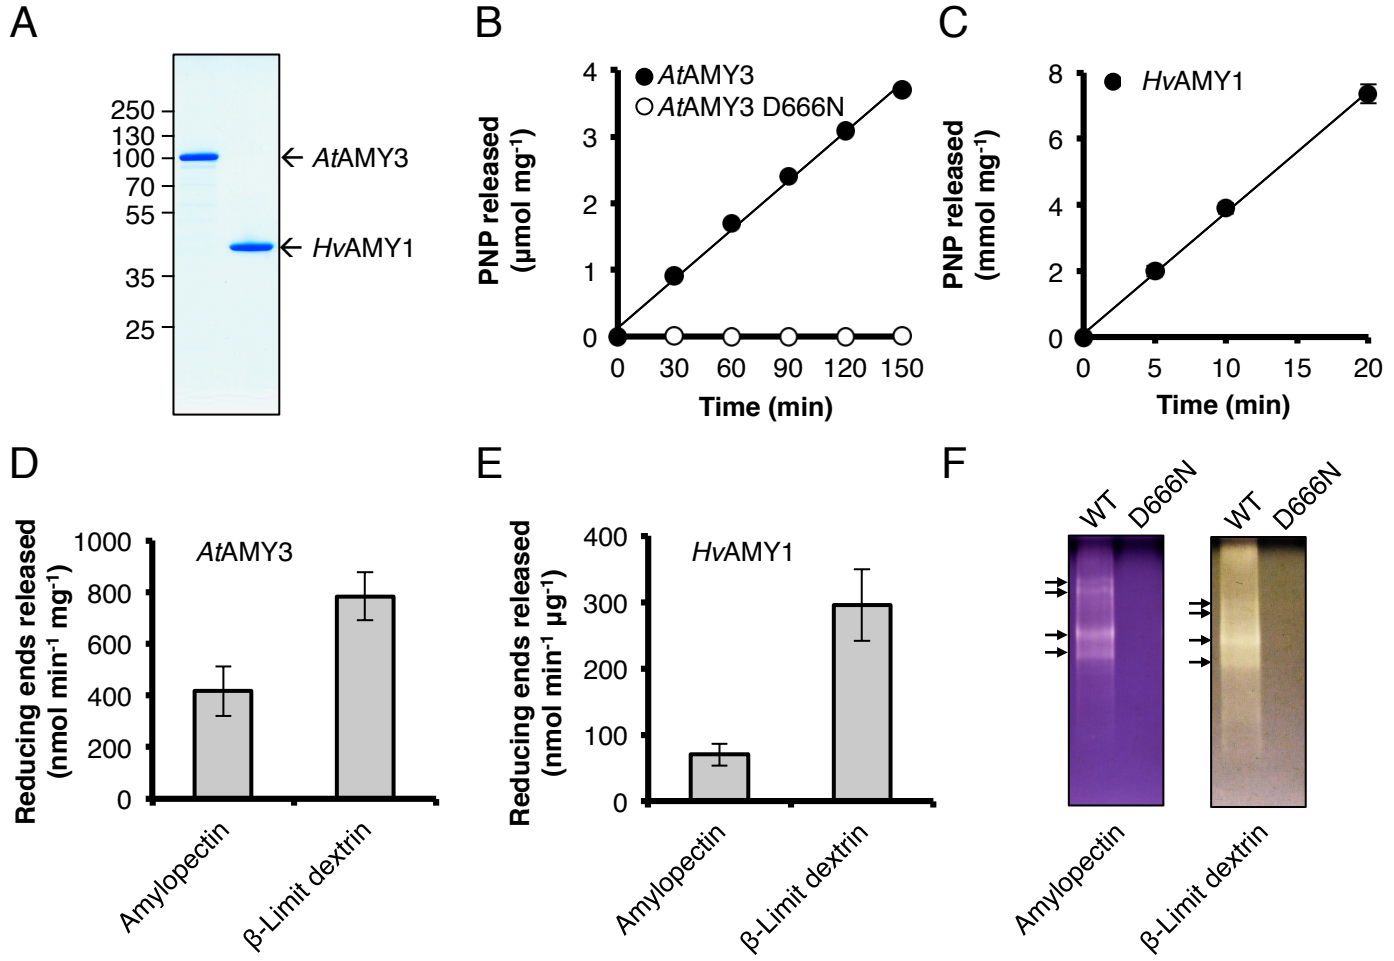 A
250
130
100
70
55
35
25
AtAMY3
HvAMY1
B
PNP released
(µmol mg-1)
4
3
2
1
0
AtAMY3
AtAMY3 D666N
0 30 60 90 120 150
Time (min)
C
PNP released
(mmol mg-1)
8
6
4
2
0
HvAMY1
0 5 10 15 20
Time (min)
D
Reducing ends released
(nmol min-1 mg-1)
1000
800
600
400
200
0
AtAMY3
Amylopectin
β-Limit dextrin
E
Reducing ends released
(nmol min-1 µg-1)
400
300
200
100
0
HvAMY1
Amylopectin
β-Limit dextrin
F
WT
D666N
WT
D666N
Amylopectin
β-Limit dextrin